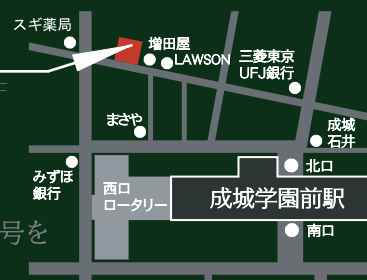 スギ薬局
増田屋
LAWSON
三菱東京
UFJ銀行
まさや
成城
石井
みずほ
銀行
西口
ロータリー
北口
成城学園前駅
号を
南口